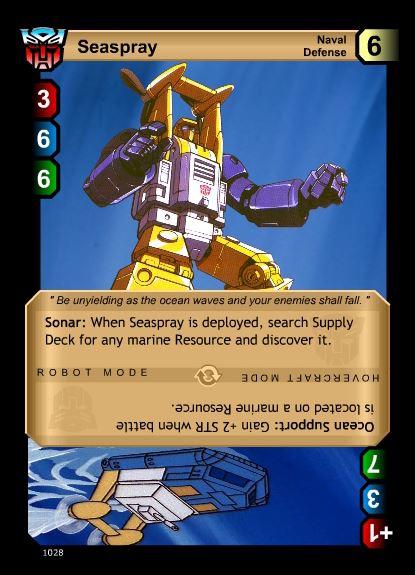 Seaspray
Naval
Defense
6
3
6
6
" Be unyielding as the ocean waves and your enemies shall fall. "
Sonar: When Seaspray is deployed, search Supply
Deck for any marine Resource and discover it.
ROBOT MODE
HOVERCRAFT MODE
Ocean Support: Gain +2 STR when battle
is located on a marine Resource.
+1
3
7
1028